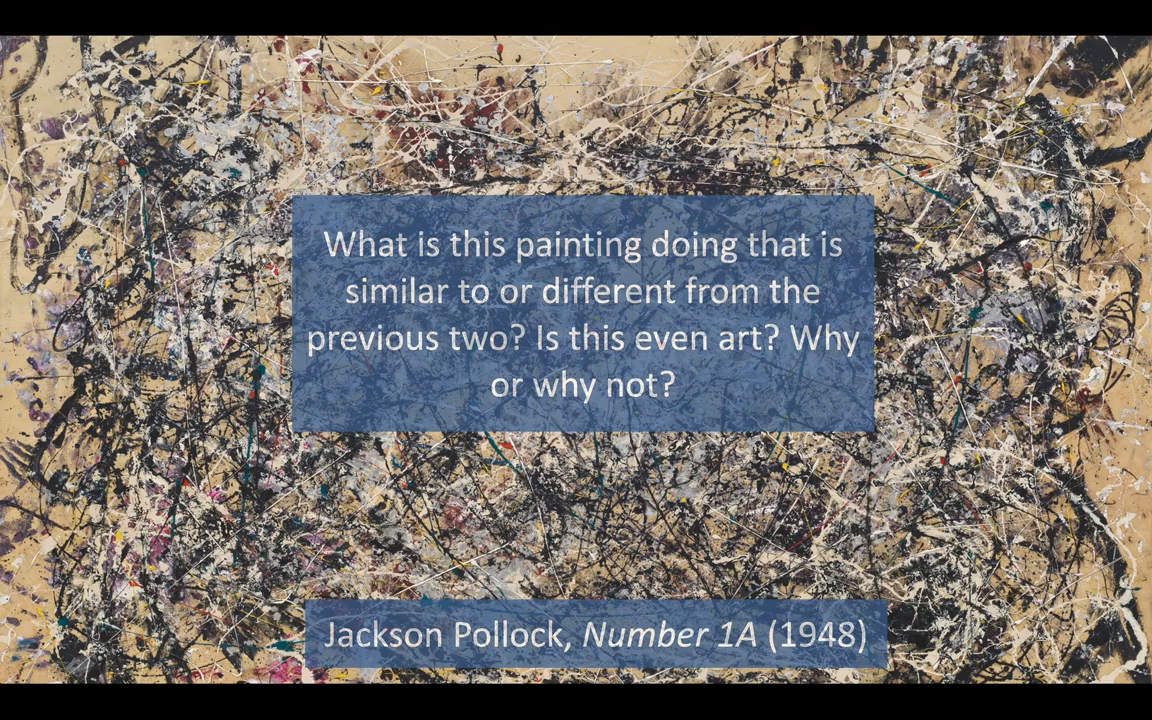 What is this painting doing that is
similar to or different from the
previous two? Is this even art? Why
or why not?
Jackson Pollock, Number 1A (1948)